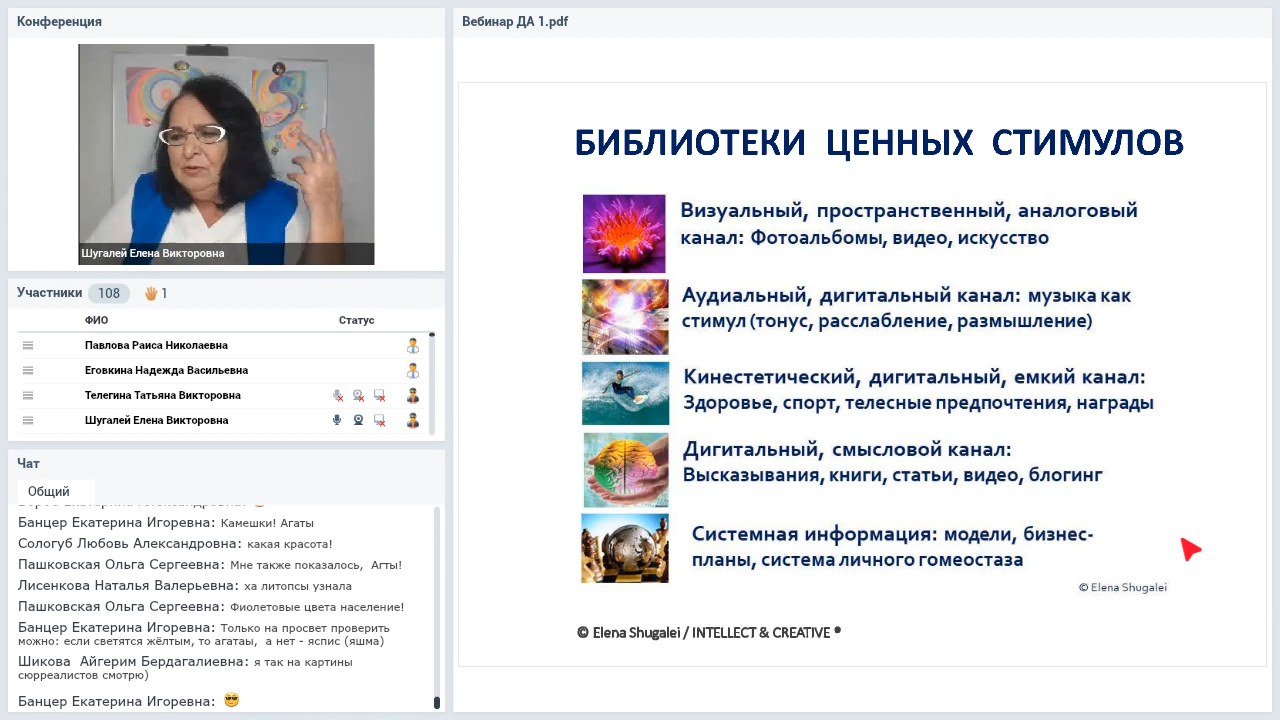 Конференция
Шугалей Елена Викторовна
Участники 108 1
ФИО Статус
Павлова Раиса Николаевна
Еговкина Надежда Васильевна
Телегина Татьяна Викторовна
Шугалей Елена Викторовна
Чат
Общий
Банцер Екатерина Игоревна: Камешки! Агаты
Сологуб Любовь Александровна: какая красота!
Пашковская Ольга Сергеевна: Мне также показалось, Агты!
Лисенкова Наталья Валерьевна: ха литопсы узнала
Пашковская Ольга Сергеевна: Фиолетовые цвета население!
Банцер Екатерина Игоревна: Только на просвет проверить
можно: если светятся жёлтым, то агатаы, а нет - яспис (яшма)
Шикова Айгерим Бердагалиевна: я так на картины
сюрреалистов смотрю)
Банцер Екатерина Игоревна:
Вебинар ДА 1.pdf
БИБЛИОТЕКИ ЦЕННЫХ СТИМУЛОВ
Визуальный, пространственный, аналоговый
канал: Фотоальбомы, видео, искусство
Аудиальный, дигитальный канал: музыка как
стимул (тонус, расслабление, размышление)
Кинестетический, дигитальный, емкий канал:
Здоровье, спорт, телесные предпочтения, награды
Дигитальный, смысловой канал:
Высказывания, книги, статьи, видео, блогинг
Системная информация: модели, бизнес-
планы, система личного гомеостаза
© Elena Shugalei
© Elena Shugalei / INTELLECT & CREATIVE ®